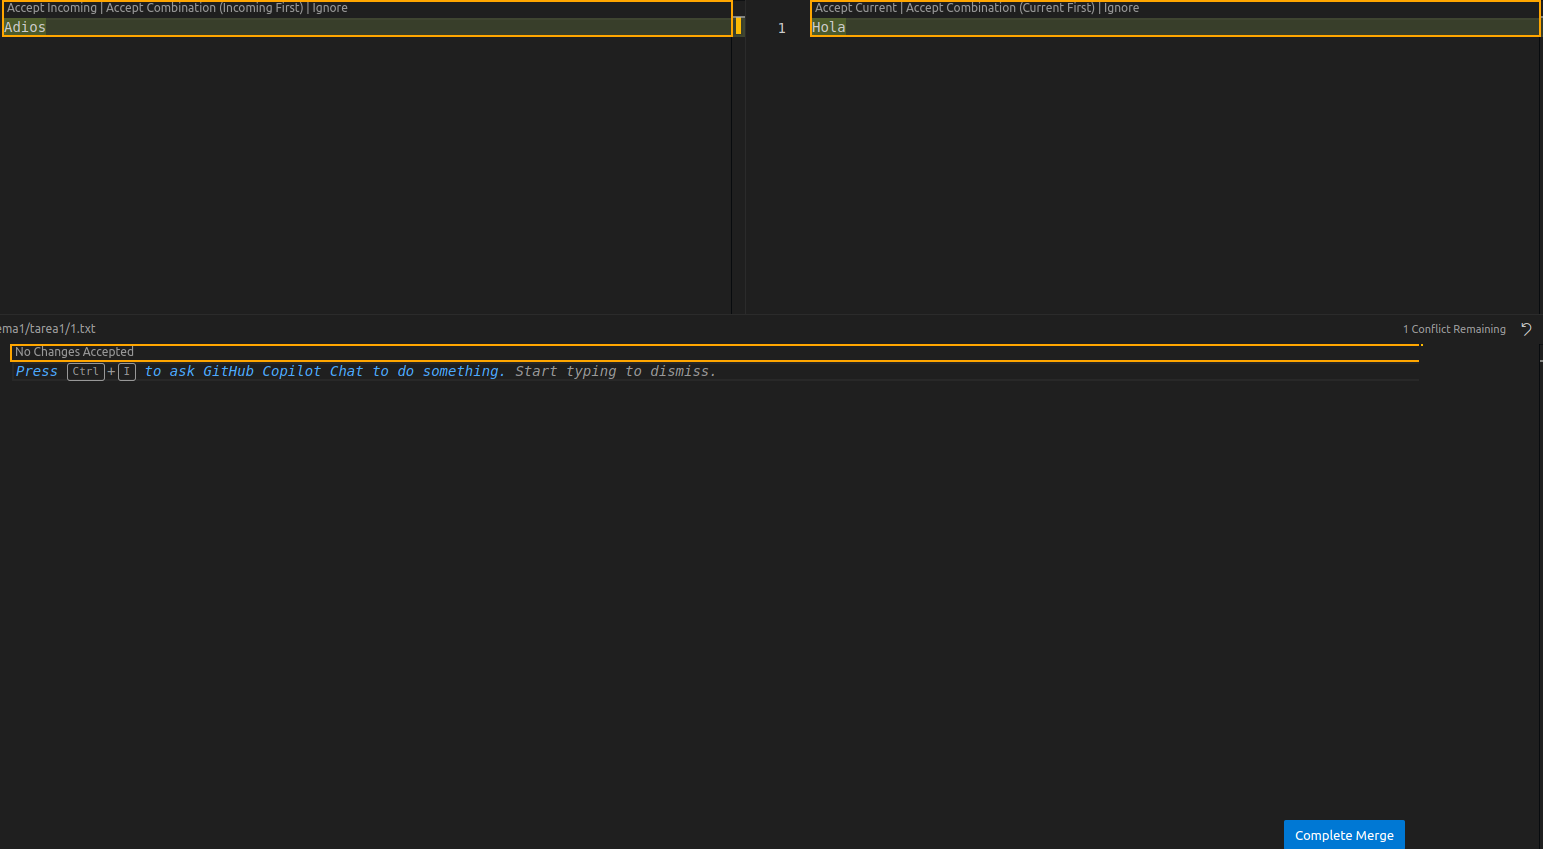 Accept Incoming | Accept Combination (Incoming First) | Ignore
Adios
Accept Current | Accept Combination (Current First) | Ignore
1
Hola
ema1/tarea1/1.txt
1 Conflict Remaining
No Changes Accepted
Press Ctrl+I to ask GitHub Copilot Chat to do something. Start typing to dismiss.
Complete Merge